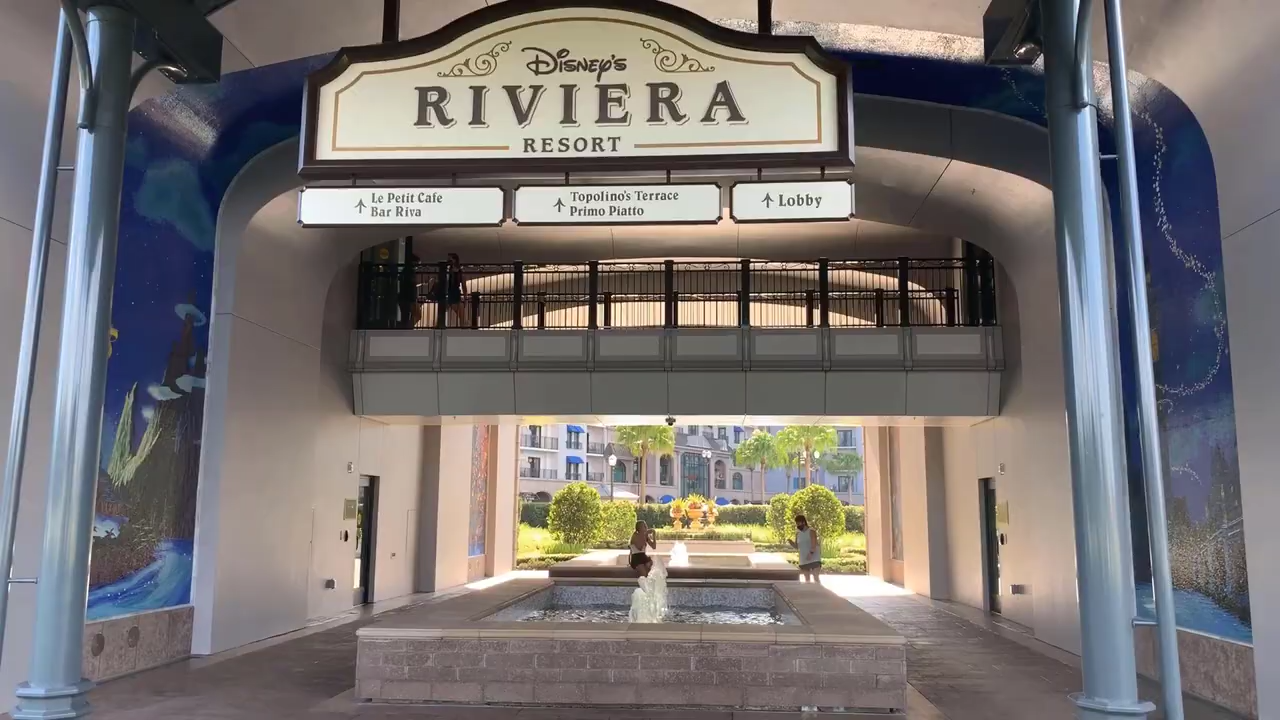 Disney's
RIVIERA
RESORT
Le Petit Cafe
Bar Riva
Topolino's Terrace
Primo Piatto
Lobby